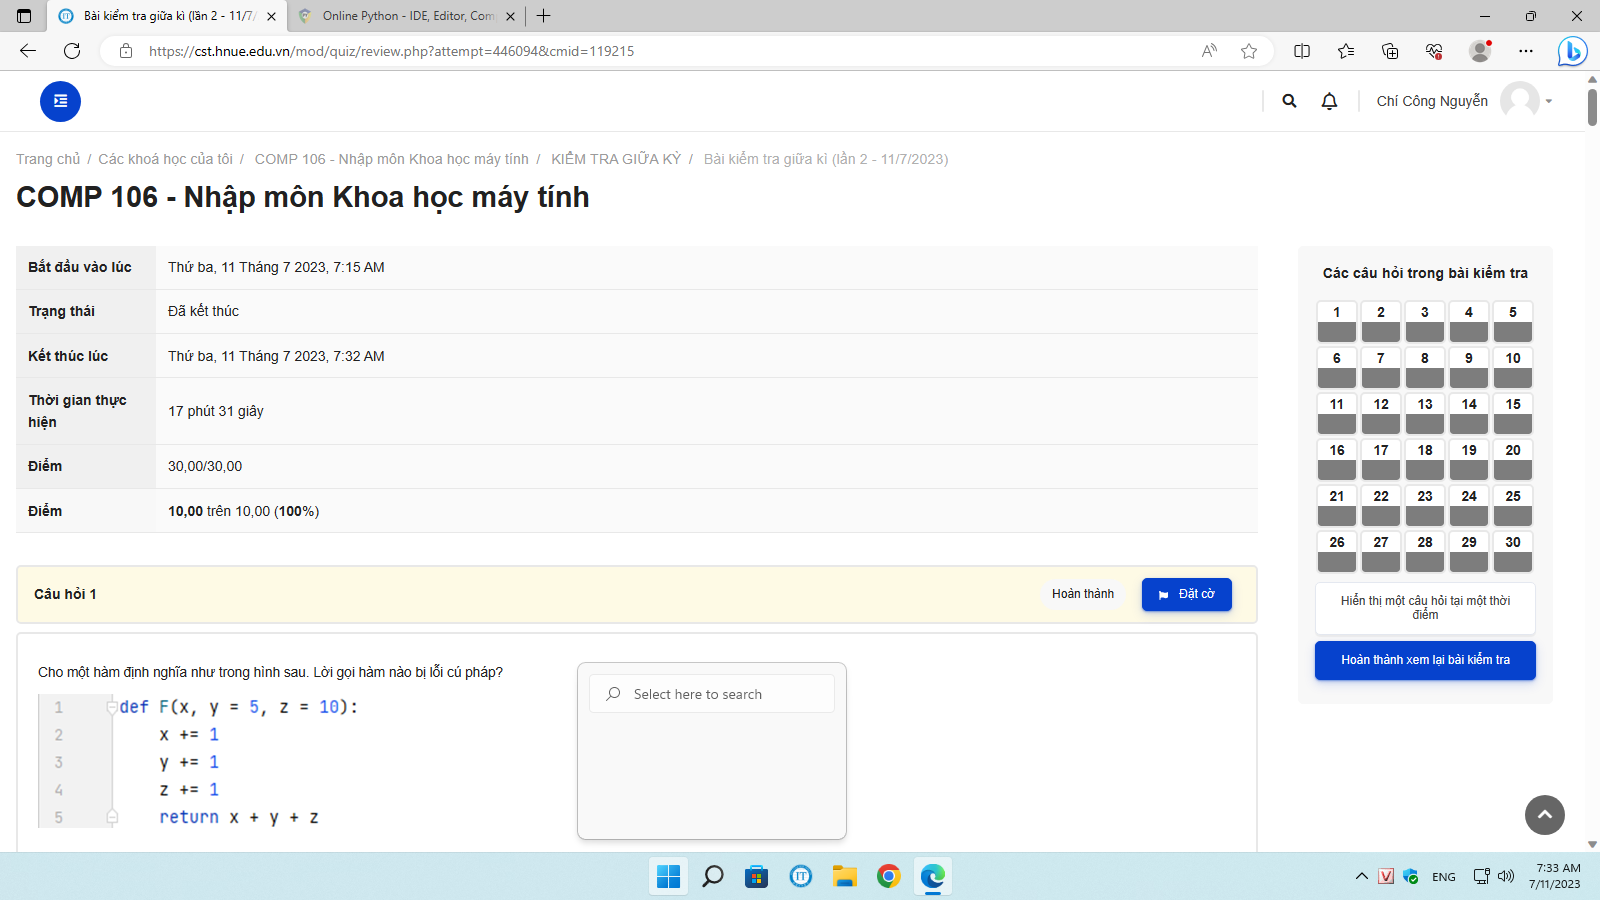 Bài kiểm tra giữa kì (lần 2 - 11/7/
Online Python - IDE, Editor, Com
https://cst.hnue.edu.vn/mod/quiz/review.php?attempt=446094&cmid=119215
Chí Công Nguyễn
Trang chủ / Các khoá học của tôi / COMP 106 - Nhập môn Khoa học máy tính / KIỂM TRA GIỮA KỲ / Bài kiểm tra giữa kì (lần 2 - 11/7/2023)
COMP 106 - Nhập môn Khoa học máy tính
Bắt đầu vào lúc Thứ ba, 11 Tháng 7 2023, 7:15 AM
Trạng thái Đã kết thúc
Kết thúc lúc Thứ ba, 11 Tháng 7 2023, 7:32 AM
Thời gian thực
hiện
17 phút 31 giây
Điểm 30,00/30,00
Điểm 10,00 trên 10,00 (100%)
Các câu hỏi trong bài kiểm tra
1 2 3 4 5
6 7 8 9 10
11 12 13 14 15
16 17 18 19 20
21 22 23 24 25
26 27 28 29 30
Hiển thị một câu hỏi tại một thời
điểm
Hoàn thành xem lại bài kiểm tra
Câu hỏi 1
Hoàn thành
Đặt cờ
Cho một hàm định nghĩa như trong hình sau. Lời gọi hàm nào bị lỗi cú pháp?
1 def F(x, y = 5, z = 10):
2 x += 1
3 y += 1
4 z += 1
5 return x + y + z
Select here to search
IT
V
ENG
7:33 AM
7/11/2023